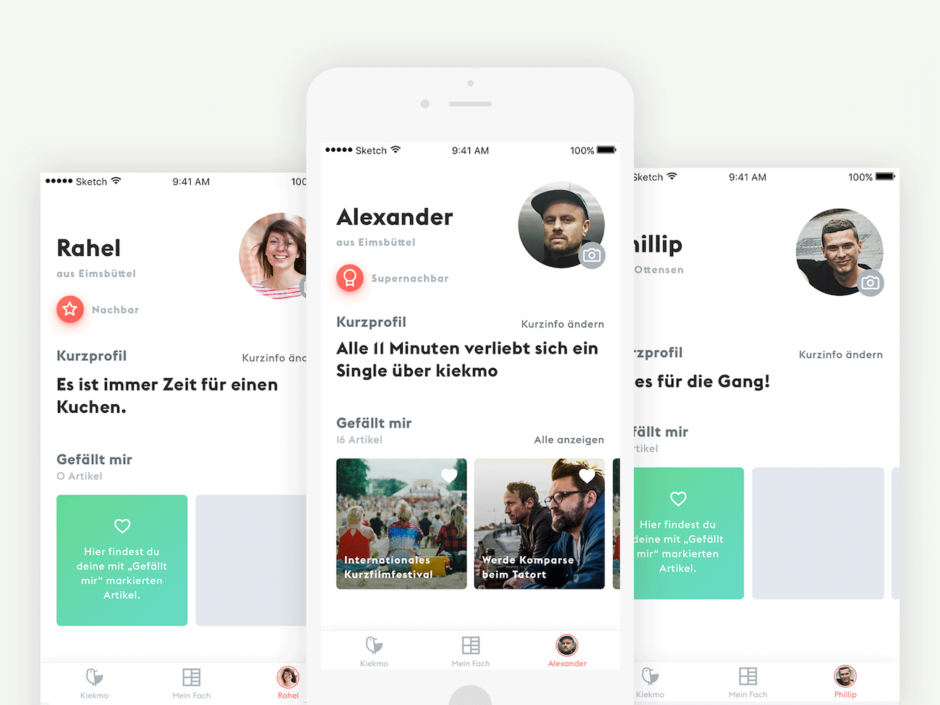 Sketch
9:41 AM
100
Rahel
aus Eimsbüttel
Nachbar
Kurzprofil
Kurzinfo änd
Es ist immer Zeit für einen
Kuchen.
Gefällt mir
0 Artikel
Hier findest du
deine mit „Gefällt
mir“ markierten
Artikel.
Kiekmo
Mein Fach
Rahel
Sketch
9:41 AM
100%
Alexander
aus Eimsbüttel
Supernachbar
Kurzprofil
Kurzinfo ändern
Alle 11 Minuten verliebt sich ein
Single über kiekmo
Gefällt mir
16 Artikel
Alle anzeigen
Internationales
Kurzfilmfestival
Werde Komparse
beim Tatort
Kiekmo
Mein Fach
Alexander
Sketch
9:41 AM
100%
hillip
Ottensen
zprofil
Kurzinfo ändern
es für die Gang!
fällt mir
tikel
Hier findest du
deine mit „Gefällt
mir“ markierten
Artikel.
Kiekmo
Mein Fach
Phillip